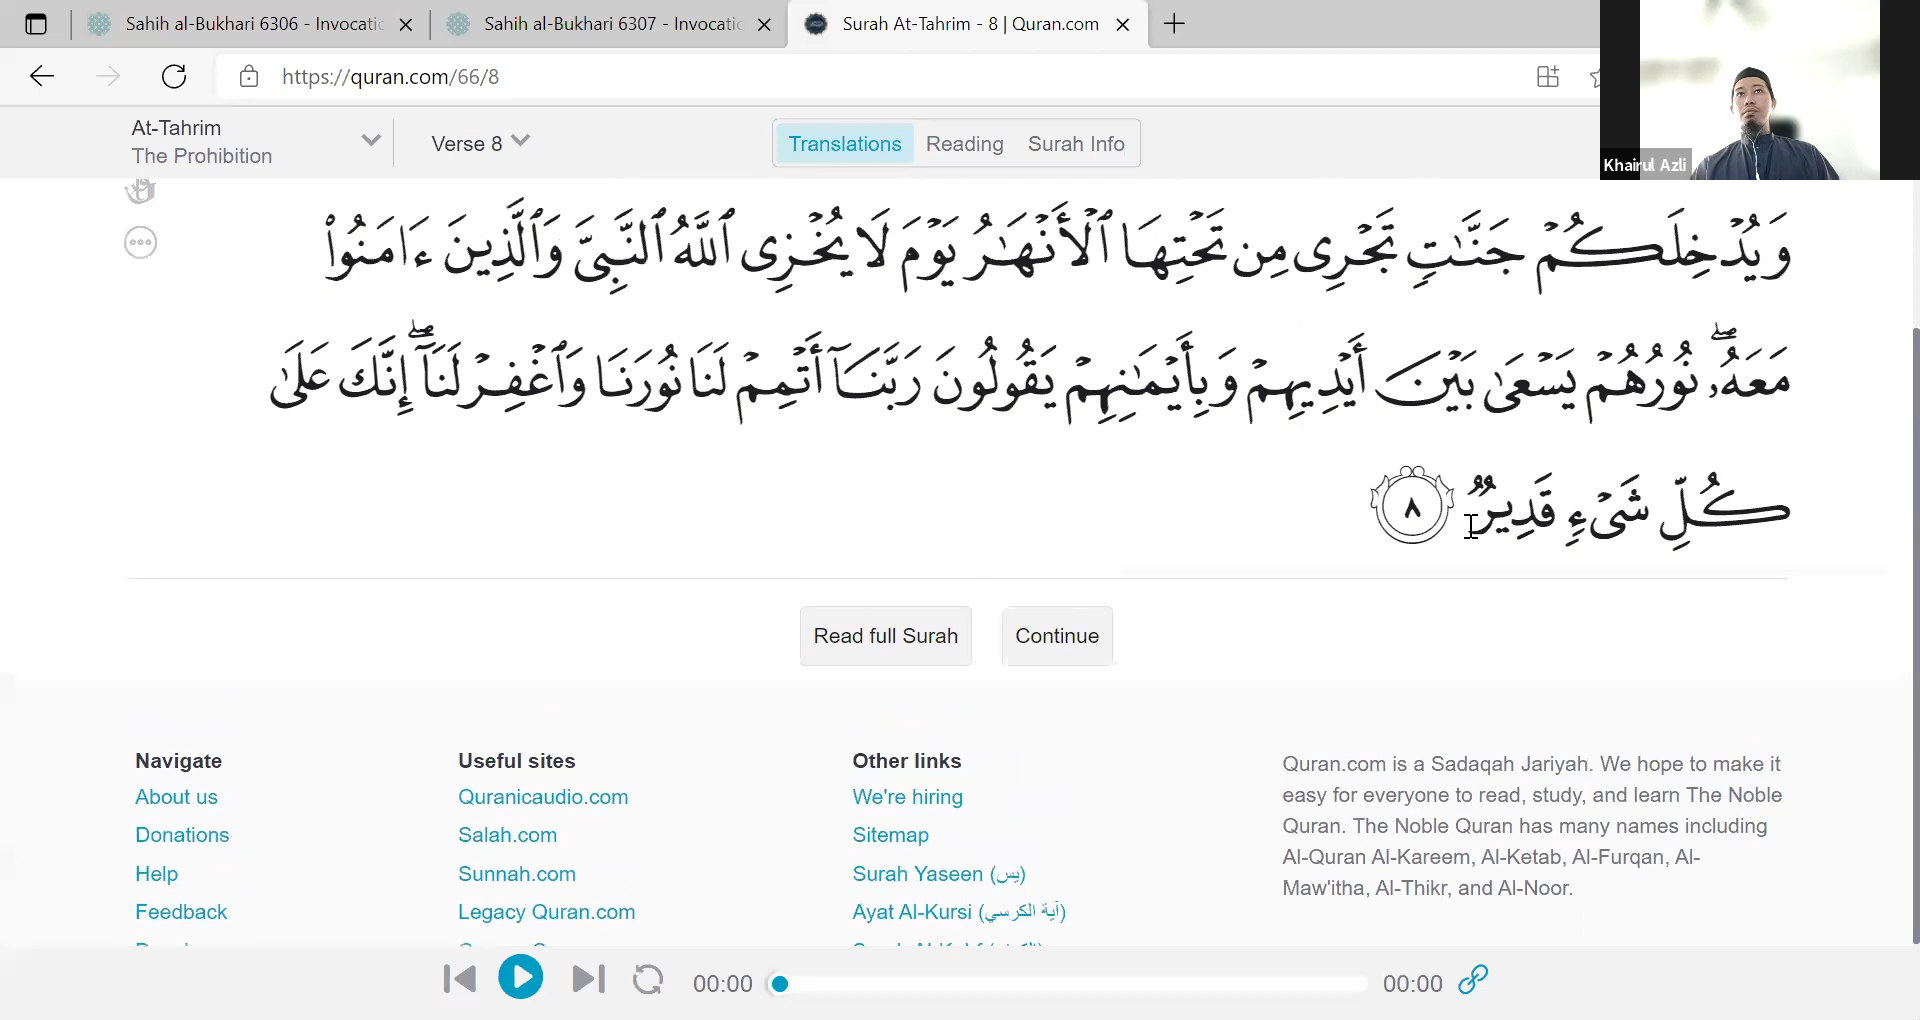 Sahih al-Bukhari 6306 - Invocatic
Sahih al-Bukhari 6307 - Invocatic
Surah At-Tahrim - 8 | Quran.com
https://quran.com/66/8
Khairul Azli
At-Tahrim
The Prohibition
Verse 8
Translations
Reading
Surah Info
وَيُدْخِلَكُمْ جَنَّـٰتٍ تَجْرِى مِن تَحْتِهَا ٱلْأَنْهَـٰرُ يَوْمَ لَا يُخْزِى ٱللَّهُ ٱلنَّبِىَّ وَٱلَّذِينَ ءَامَنُوا۟
مَعَهُۥ ۖ نُورُهُمْ يَسْعَىٰ بَيْنَ أَيْدِيهِمْ وَبِأَيْمَـٰنِهِمْ يَقُولُونَ رَبَّنَآ أَتْمِمْ لَنَا نُورَنَا وَٱغْفِرْ لَنَآ ۖ إِنَّكَ عَلَىٰ
كُلِّ شَىْءٍ قَدِيرٌ ٨
Read full Surah
Continue
Navigate
About us
Donations
Help
Feedback
Useful sites
Quranicaudio.com
Salah.com
Sunnah.com
Legacy Quran.com
Other links
We're hiring
Sitemap
Surah Yaseen (يس)
Ayat Al-Kursi (آية الكرسي)
Quran.com is a Sadaqah Jariyah. We hope to make it
easy for everyone to read, study, and learn The Noble
Quran. The Noble Quran has many names including
Al-Quran Al-Kareem, Al-Ketab, Al-Furqan, Al-
Maw'itha, Al-Thikr, and Al-Noor.
00:00
00:00